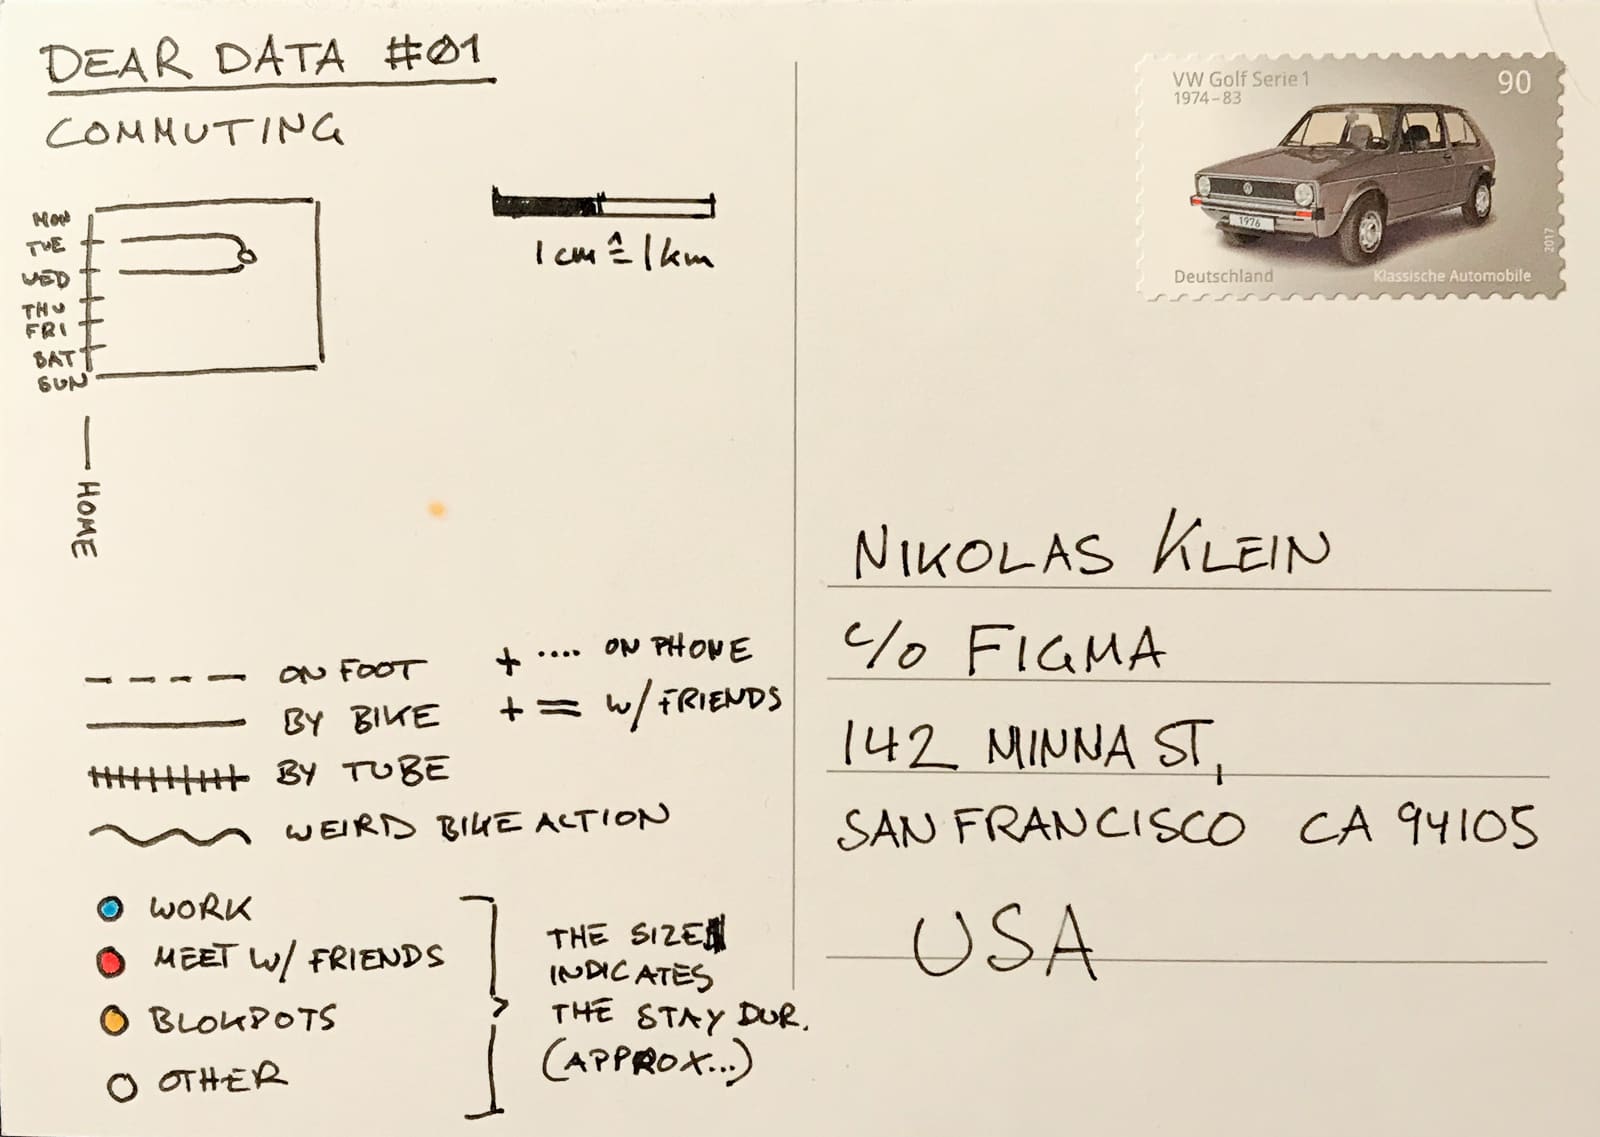 DEAR DATA #01
COMMUTING
MON
TUE
WED
THU
FRI
SAT
SUN
HOME
1 cm ≙ 1 km
--- ON FOOT
BY BIKE
BY TUBE
WEIRD BIKE ACTION
+ .... ON PHONE
+ = W/ FRIENDS
WORK
MEET W/ FRIENDS
BLOKPOTS
OTHER
THE SIZE
INDICATES
THE STAY DUR.
(APPROX...)
VW Golf Serie 1
1974–83
90
1976
2017
Deutschland
Klassische Automobile
NIKOLAS KLEIN
c/o FIGMA
142 MINNA ST,
SAN FRANCISCO CA 94105
USA